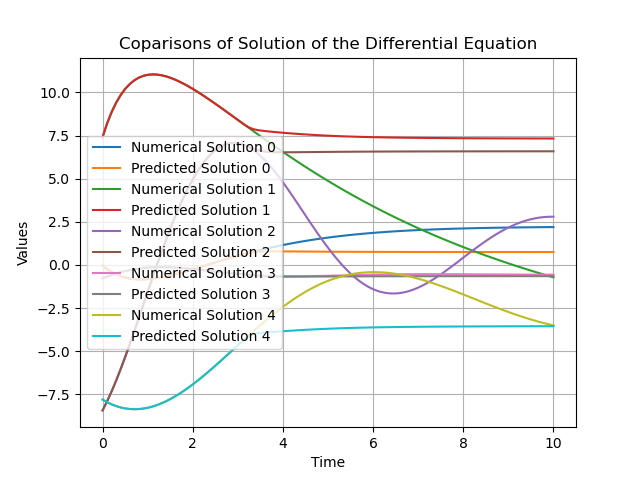 Coparisons of Solution of the Differential Equation
10.0
7.5
5.0
2.5
0.0
−2.5
−5.0
−7.5
Values
Numerical Solution 0
Predicted Solution 0
Numerical Solution 1
Predicted Solution 1
Numerical Solution 2
Predicted Solution 2
Numerical Solution 3
Predicted Solution 3
Numerical Solution 4
Predicted Solution 4
0 2 4 6 8 10
Time